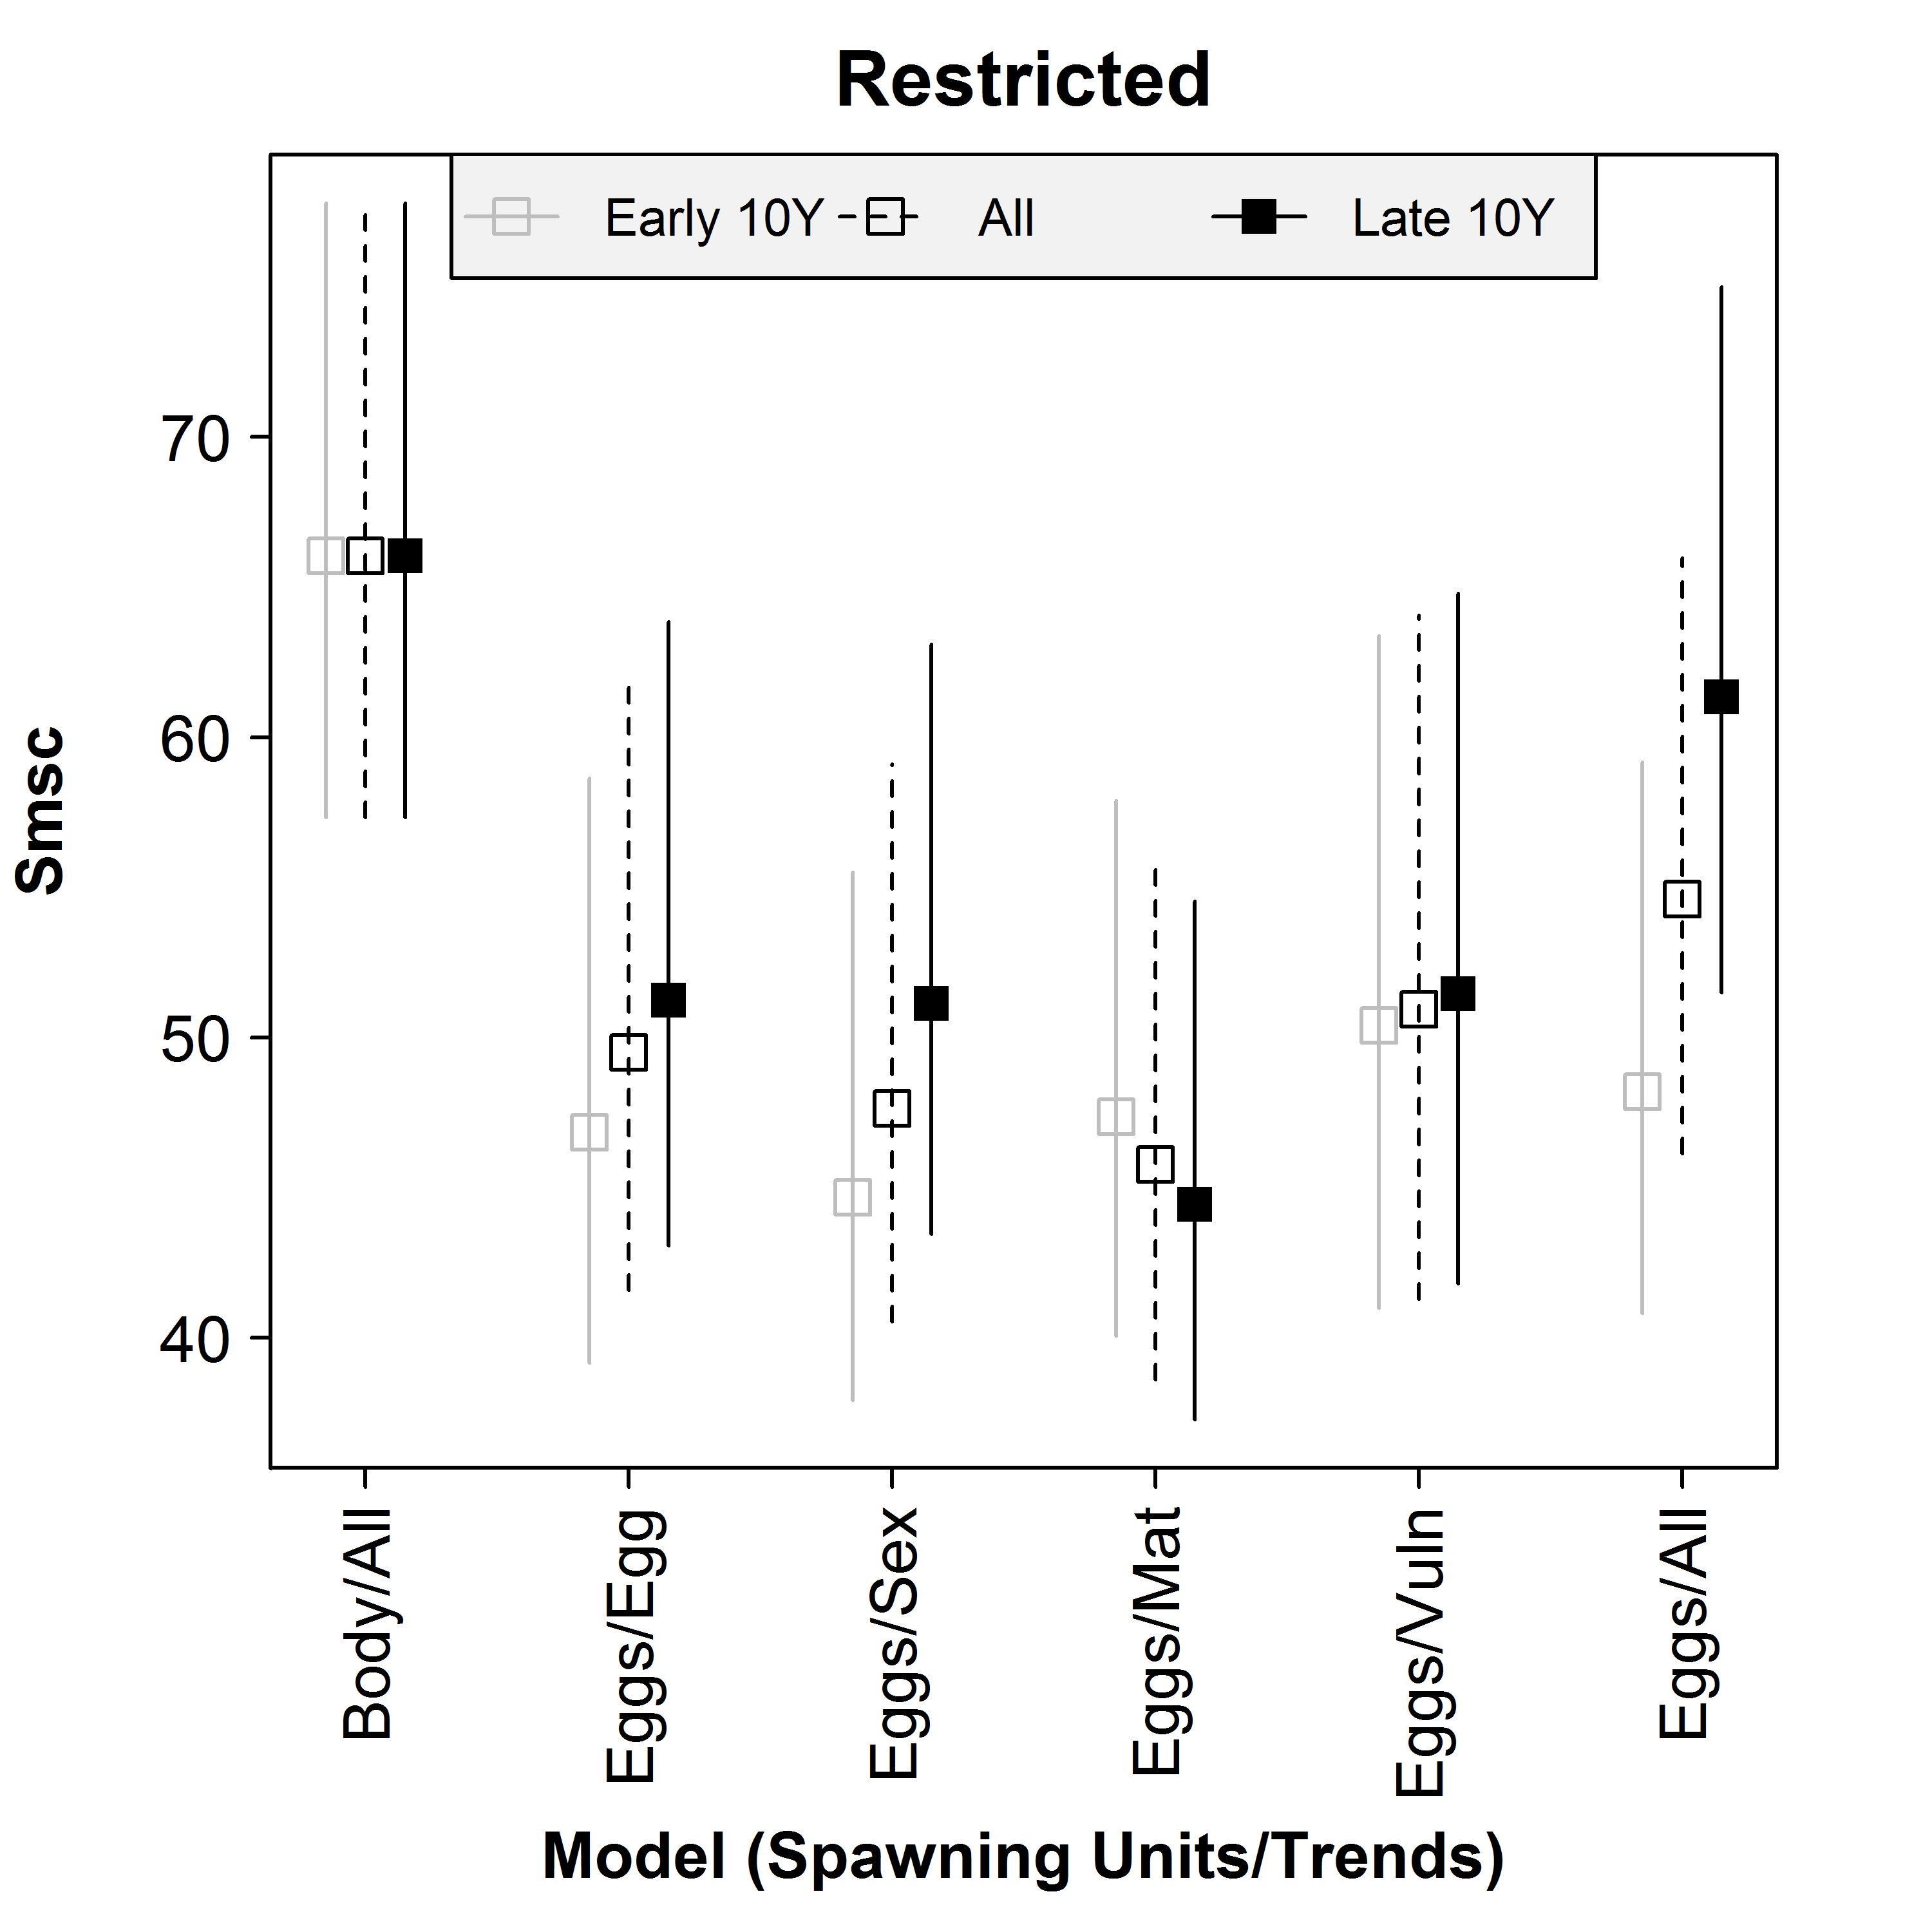 Restricted
Early 10Y All Late 10Y
70
60
50
40
Smsc
Body/All
Eggs/Egg
Eggs/Sex
Eggs/Mat
Eggs/Vuln
Eggs/All
Model (Spawning Units/Trends)